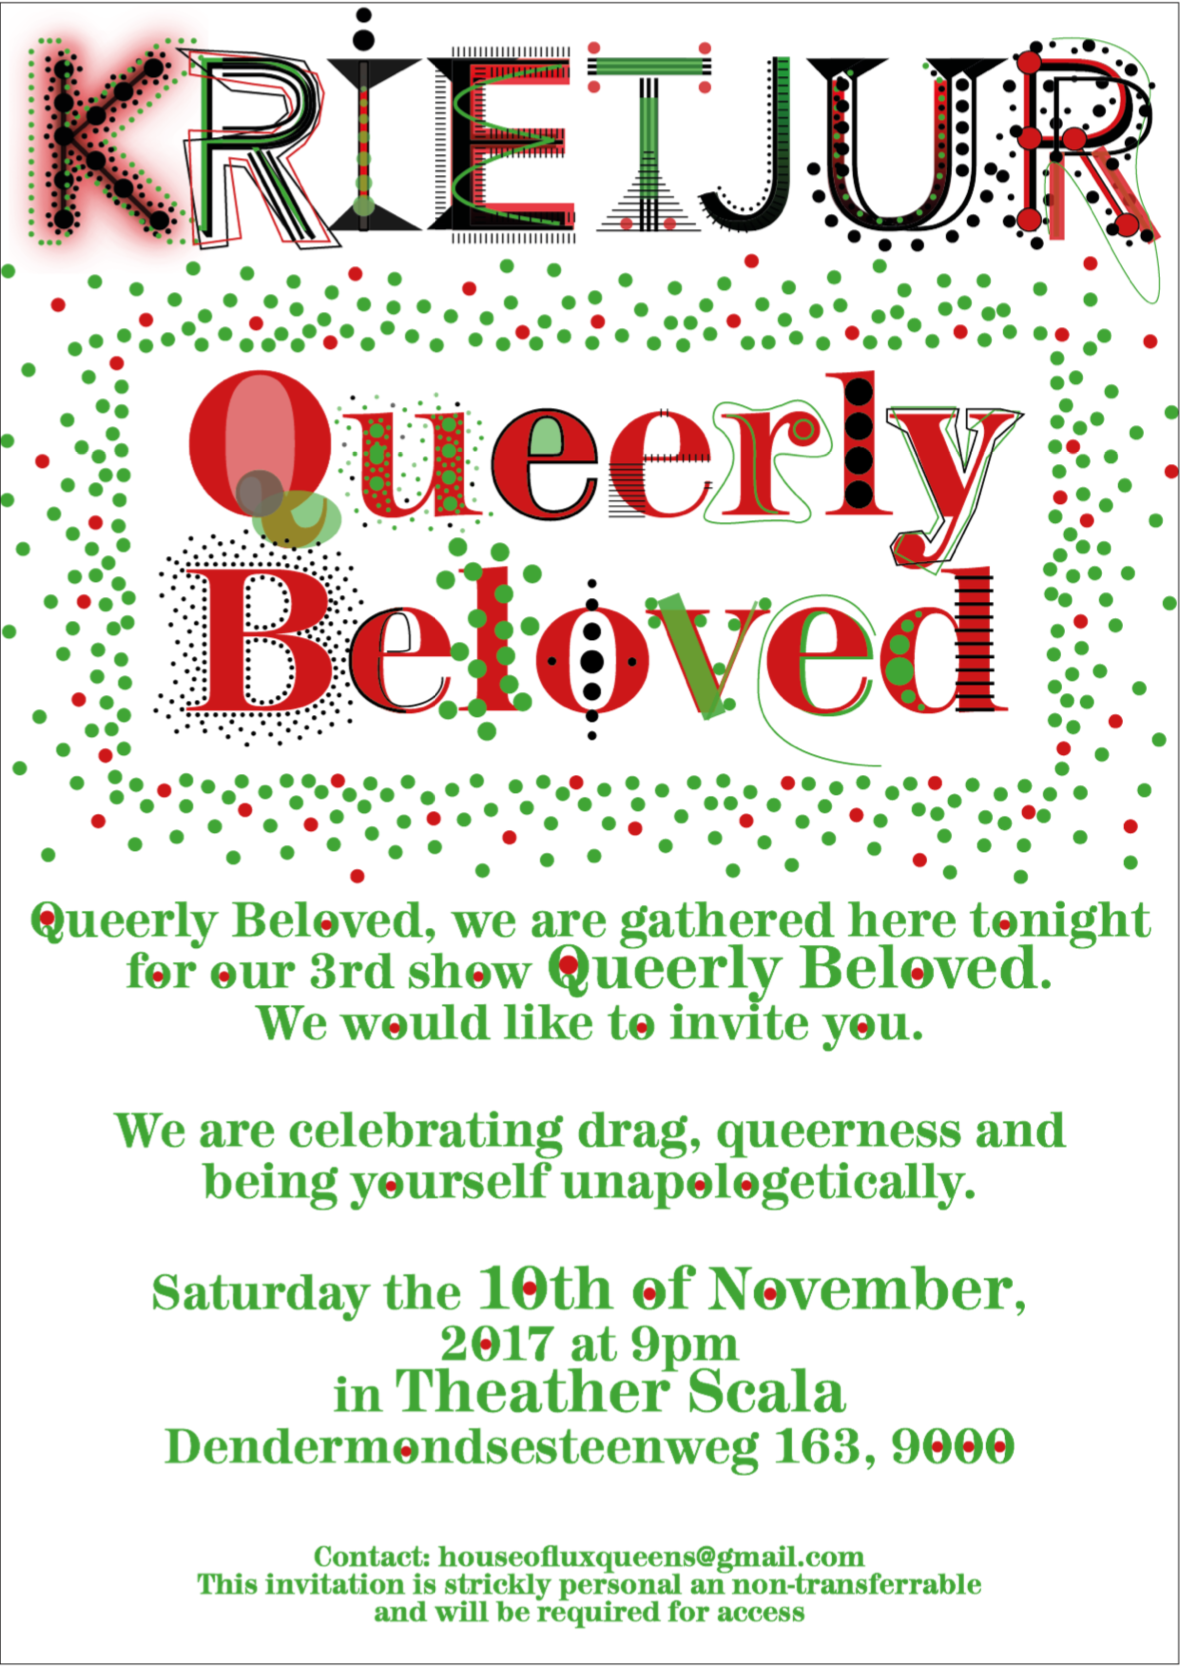 KRIETJUR
Queerly
Beloved
Queerly Beloved, we are gathered here tonight
for our 3rd show Queerly Beloved.
We would like to invite you.
We are celebrating drag, queerness and
being yourself unapologetically.
Saturday the 10th of November,
2017 at 9pm
in Theather Scala
Dendermondsesteenweg 163, 9000
Contact: houseofluxqueens@gmail.com
This invitation is strickly personal an non-transferrable
and will be required for access